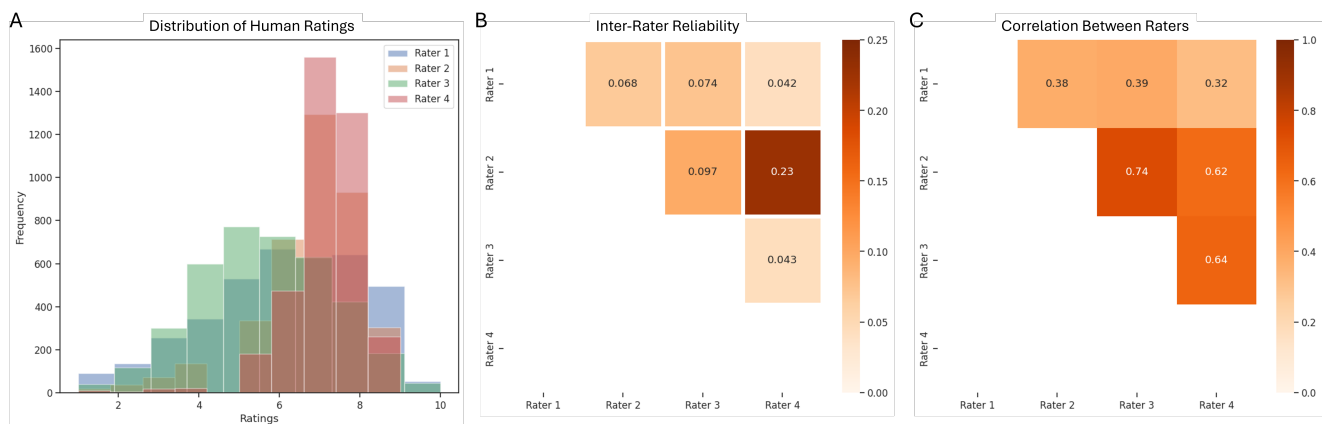 A
Distribution of Human Ratings
1600
1400
1200
1000
800
600
400
200
0
Frequency
2 4 6 8 10
Ratings
Rater 1
Rater 2
Rater 3
Rater 4
B
Inter-Rater Reliability
Rater 1
Rater 2
Rater 3
Rater 4
0.068 0.074 0.042
0.097 0.23
0.043
Rater 1 Rater 2 Rater 3 Rater 4
0.25
0.20
0.15
0.10
0.05
0.00
C
Correlation Between Raters
Rater 1
Rater 2
Rater 3
Rater 4
0.38 0.39 0.32
0.74 0.62
0.64
Rater 1 Rater 2 Rater 3 Rater 4
1.0
0.8
0.6
0.4
0.2
0.0